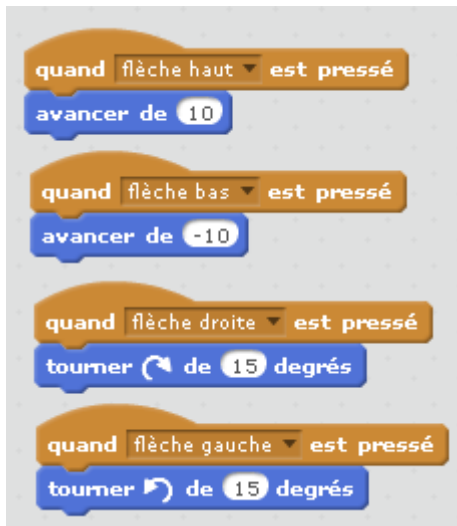 quand flèche haut est pressé
avancer de 10
quand flèche bas est pressé
avancer de -10
quand flèche droite est pressé
tourner de 15 degrés
quand flèche gauche est pressé
tourner de 15 degrés